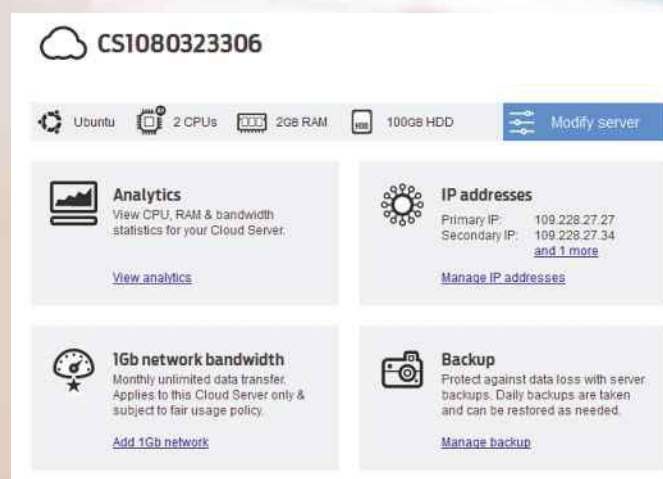 CS1080323306
Ubuntu 2 CPUs 2GB RAM HDD 100GB HDD Modify server
Analytics
View CPU, RAM & bandwidth
statistics for your Cloud Server.
View analytics
IP addresses
Primary IP: 109.228.27.27
Secondary IP: 109.228.27.34
and 1 more
Manage IP addresses
1Gb network bandwidth
Monthly unlimited data transfer.
Applies to this Cloud Server only &
subject to fair usage policy.
Add 1Gb network
Backup
Protect against data loss with server
backups. Daily backups are taken
and can be restored as needed.
Manage backup